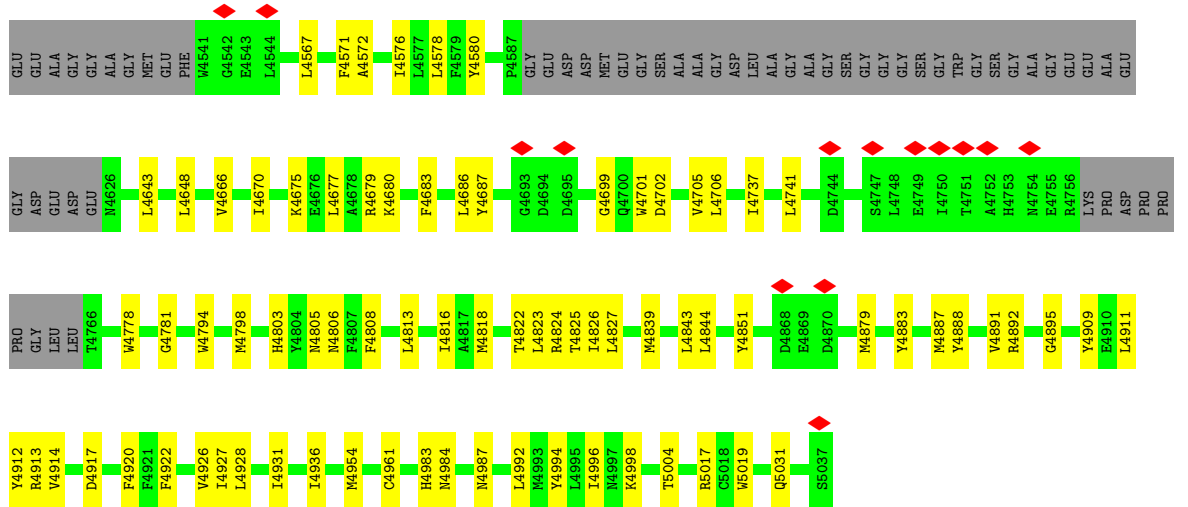 GLU GLU ALA GLY GLY ALA GLY MET GLU PHE W4541 G4542 E4543 L4544 L4567 F4571 A4572 I4576 L4577 L4578 F4579 Y4580 P4587 GLY GLU ASP ASP MET GLU GLY SER ALA ALA GLY ASP LEU ALA GLY ALA GLY SER GLY GLY GLY SER GLY TRP GLY SER GLY ALA GLY GLU GLU ALA GLU
GLY ASP GLU ASP GLU N4626 L4643 L4648 V4666 I4670 K4675 E4676 L4677 A4678 R4679 K4680 F4683 L4686 Y4687 G4693 D4694 D4695 G4699 Q4700 W4701 D4702 V4705 L4706 I4737 L4741 D4744 S4747 L4748 E4749 I4750 T4751 A4752 H4753 N4754 E4755 R4756 LYS PRO ASP PRO PRO
PRO GLY LEU LEU T4766 W4778 G4781 W4794 M4798 H4803 Y4804 N4805 N4806 F4807 F4808 L4813 I4816 A4817 M4818 T4822 L4823 R4824 T4825 I4826 L4827 M4839 L4843 L4844 Y4851 D4868 E4869 D4870 M4879 Y4883 M4887 Y4888 V4891 R4892 G4895 Y4909 E4910 L4911
Y4912 R4913 V4914 D4917 F4920 F4921 F4922 V4926 I4927 L4928 I4931 I4936 M4954 C4961 H4983 N4984 N4987 L4992 M4993 Y4994 L4995 I4996 N4997 K4998 T5004 R5017 C5018 W5019 Q5031 S5037